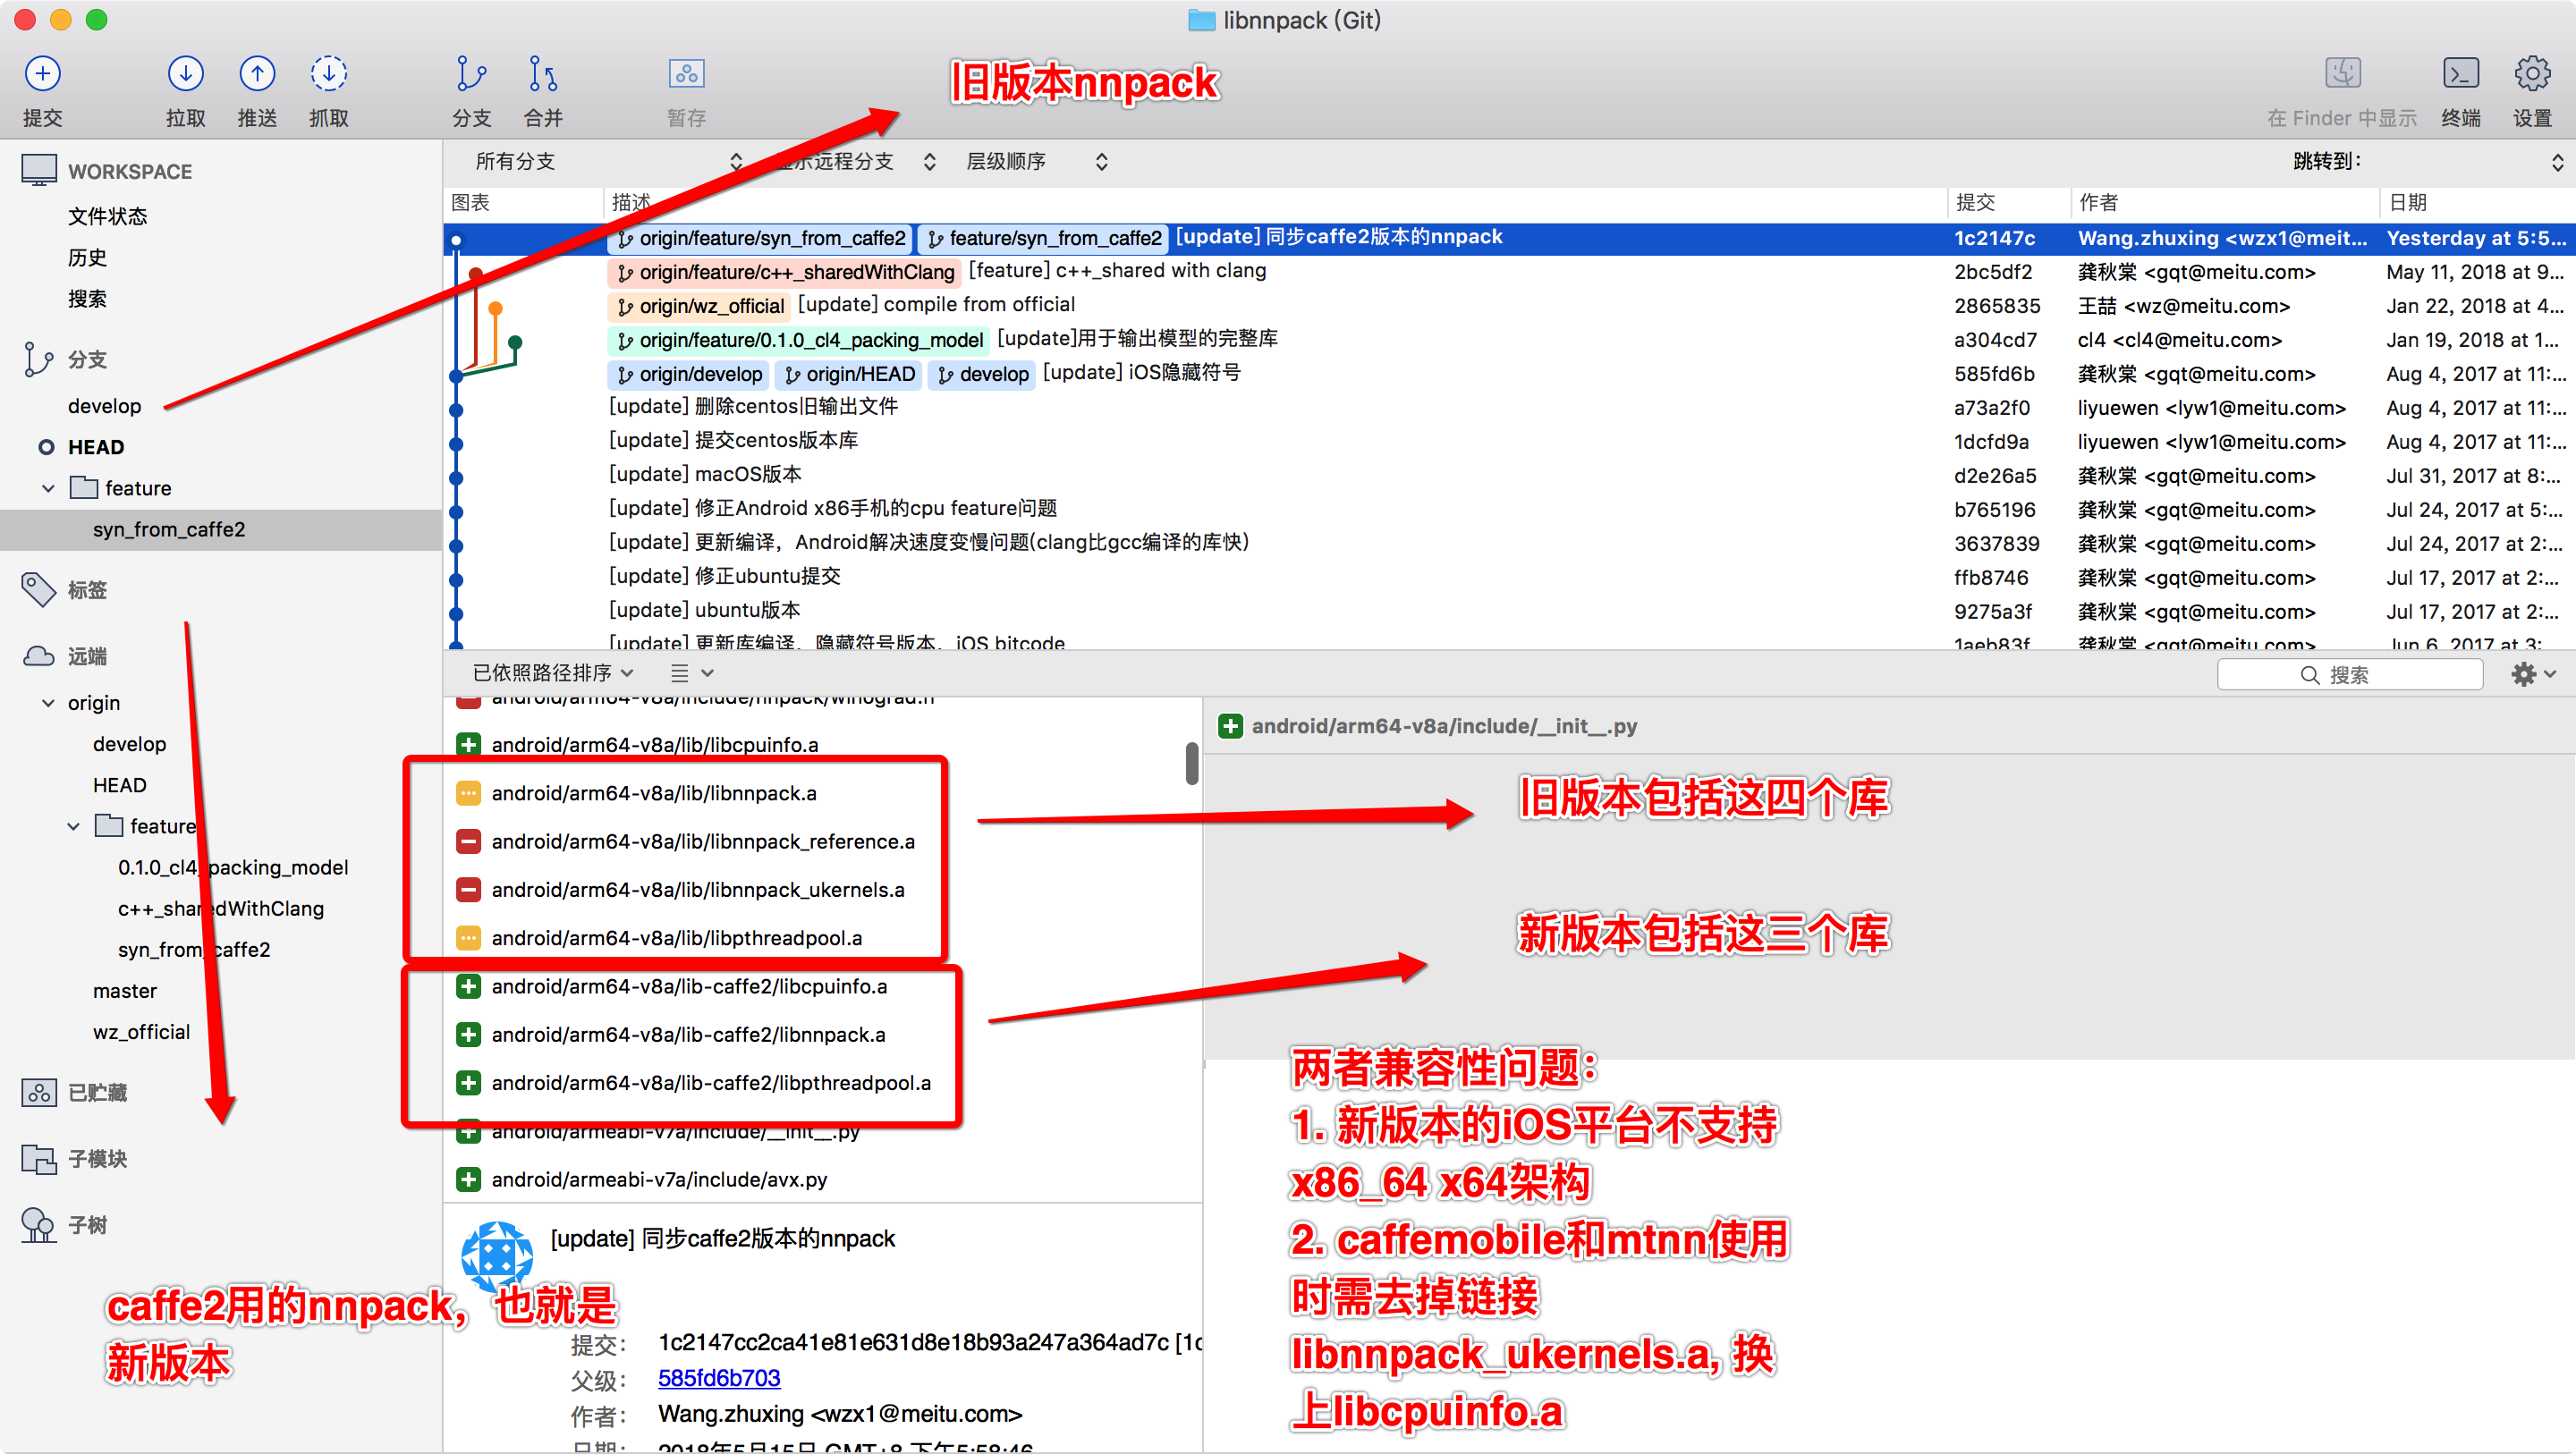 libnnpack (Git)
提交
拉取
推送
抓取
分支
合并
暂存
旧版本nnpack
在 Finder 中显示
终端
设置
WORKSPACE
文件状态
历史
搜索
分支
develop
HEAD
feature
syn_from_caffe2
标签
远端
origin
develop
HEAD
feature
0.1.0_cl4_packing_model
c++_sharedWithClang
syn_from_caffe2
master
wz_official
已贮藏
子模块
子树
所有分支
示远程分支
层级顺序
跳转到:
图表 描述 提交 作者 日期
origin/feature/syn_from_caffe2 feature/syn_from_caffe2 [update] 同步caffe2版本的nnpack 1c2147c Wang.zhuxing <wzx1@meit... Yesterday at 5:5...
origin/feature/c++_sharedWithClang [feature] c++_shared with clang 2bc5df2 龚秋棠 <gqt@meitu.com> May 11, 2018 at 9...
origin/wz_official [update] compile from official 2865835 王喆 <wz@meitu.com> Jan 22, 2018 at 4...
origin/feature/0.1.0_cl4_packing_model [update]用于输出模型的完整库 a304cd7 cl4 <cl4@meitu.com> Jan 19, 2018 at 1...
origin/develop origin/HEAD develop [update] iOS隐藏符号 585fd6b 龚秋棠 <gqt@meitu.com> Aug 4, 2017 at 11:...
[update] 删除centos旧输出文件 a73a2f0 liyuewen <lyw1@meitu.com> Aug 4, 2017 at 11:...
[update] 提交centos版本库 1dcfd9a liyuewen <lyw1@meitu.com> Aug 4, 2017 at 11:...
[update] macOS版本 d2e26a5 龚秋棠 <gqt@meitu.com> Jul 31, 2017 at 8:...
[update] 修正Android x86手机的cpu feature问题 b765196 龚秋棠 <gqt@meitu.com> Jul 24, 2017 at 5:...
[update] 更新编译，Android解决速度变慢问题(clang比gcc编译的库快) 3637839 龚秋棠 <gqt@meitu.com> Jul 24, 2017 at 2:...
[update] 修正ubuntu提交 ffb8746 龚秋棠 <gqt@meitu.com> Jul 17, 2017 at 2:...
[update] ubuntu版本 9275a3f 龚秋棠 <gqt@meitu.com> Jul 17, 2017 at 2:...
[update] 更新库编译，隐藏符号版本，iOS bitcode 1aeb83f 龚秋棠 <gqt@meitu.com> Jun 6, 2017 at 3:
已依照路径排序
搜索
android/arm64-v8a/include/nnpack/winograd.h
android/arm64-v8a/lib/libcpuinfo.a
android/arm64-v8a/lib/libnnpack.a
android/arm64-v8a/lib/libnnpack_reference.a
android/arm64-v8a/lib/libnnpack_ukernels.a
android/arm64-v8a/lib/libpthreadpool.a
android/arm64-v8a/lib-caffe2/libcpuinfo.a
android/arm64-v8a/lib-caffe2/libnnpack.a
android/arm64-v8a/lib-caffe2/libpthreadpool.a
android/armeabi-v7a/include/__init__.py
android/armeabi-v7a/include/avx.py
android/arm64-v8a/include/__init__.py
旧版本包括这四个库
新版本包括这三个库
两者兼容性问题：
1. 新版本的iOS平台不支持
x86_64 x64架构
2. caffemobile和mtnn使用
时需去掉链接
libnnpack_ukernels.a, 换
上libcpuinfo.a
[update] 同步caffe2版本的nnpack
caffe2用的nnpack，也就是
新版本
提交： 1c2147cc2ca41e81e631d8e18b93a247a364ad7c [1c
父级： 585fd6b703
作者： Wang.zhuxing <wzx1@meitu.com>
日期： 2018年5月15日 GMT+8 下午5:58:46